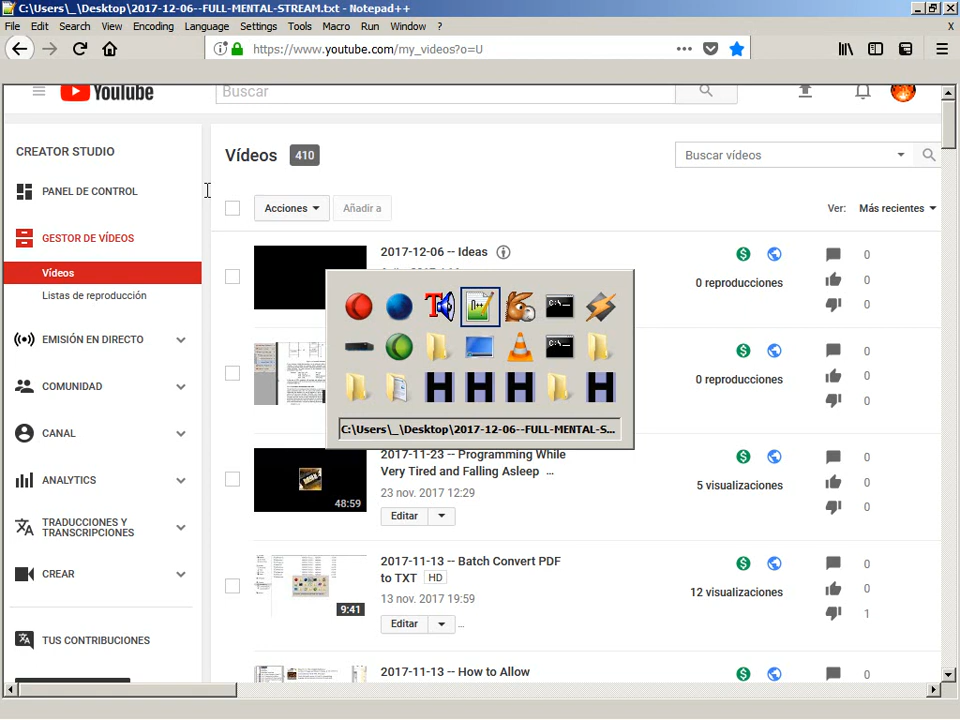 C:\Users\_\Desktop\2017-12-06--FULL-MENTAL-STREAM.txt - Notepad++
File Edit Search View Encoding Language Settings Tools Macro Run Window ? X
https://www.youtube.com/my_videos?o=U
YouTube
Buscar
CREATOR STUDIO
PANEL DE CONTROL
GESTOR DE VÍDEOS
Vídeos
Listas de reproducción
EMISIÓN EN DIRECTO
COMUNIDAD
CANAL
ANALYTICS
TRADUCCIONES Y
TRANSCRIPCIONES
CREAR
TUS CONTRIBUCIONES
Vídeos 410
Buscar vídeos
Acciones
Añadir a
Ver: Más recientes
2017-12-06 -- Ideas
0 reproducciones
0
0
0
0 reproducciones
0
0
0
C:\Users\_\Desktop\2017-12-06--FULL-MENTAL-S...
2017-11-23 -- Programming While
Very Tired and Falling Asleep ...
48:59
23 nov. 2017 12:29
Editar
5 visualizaciones
0
0
0
2017-11-13 -- Batch Convert PDF
to TXT HD
9:41
13 nov. 2017 19:59
Editar ...
12 visualizaciones
0
0
1
2017-11-13 -- How to Allow
0